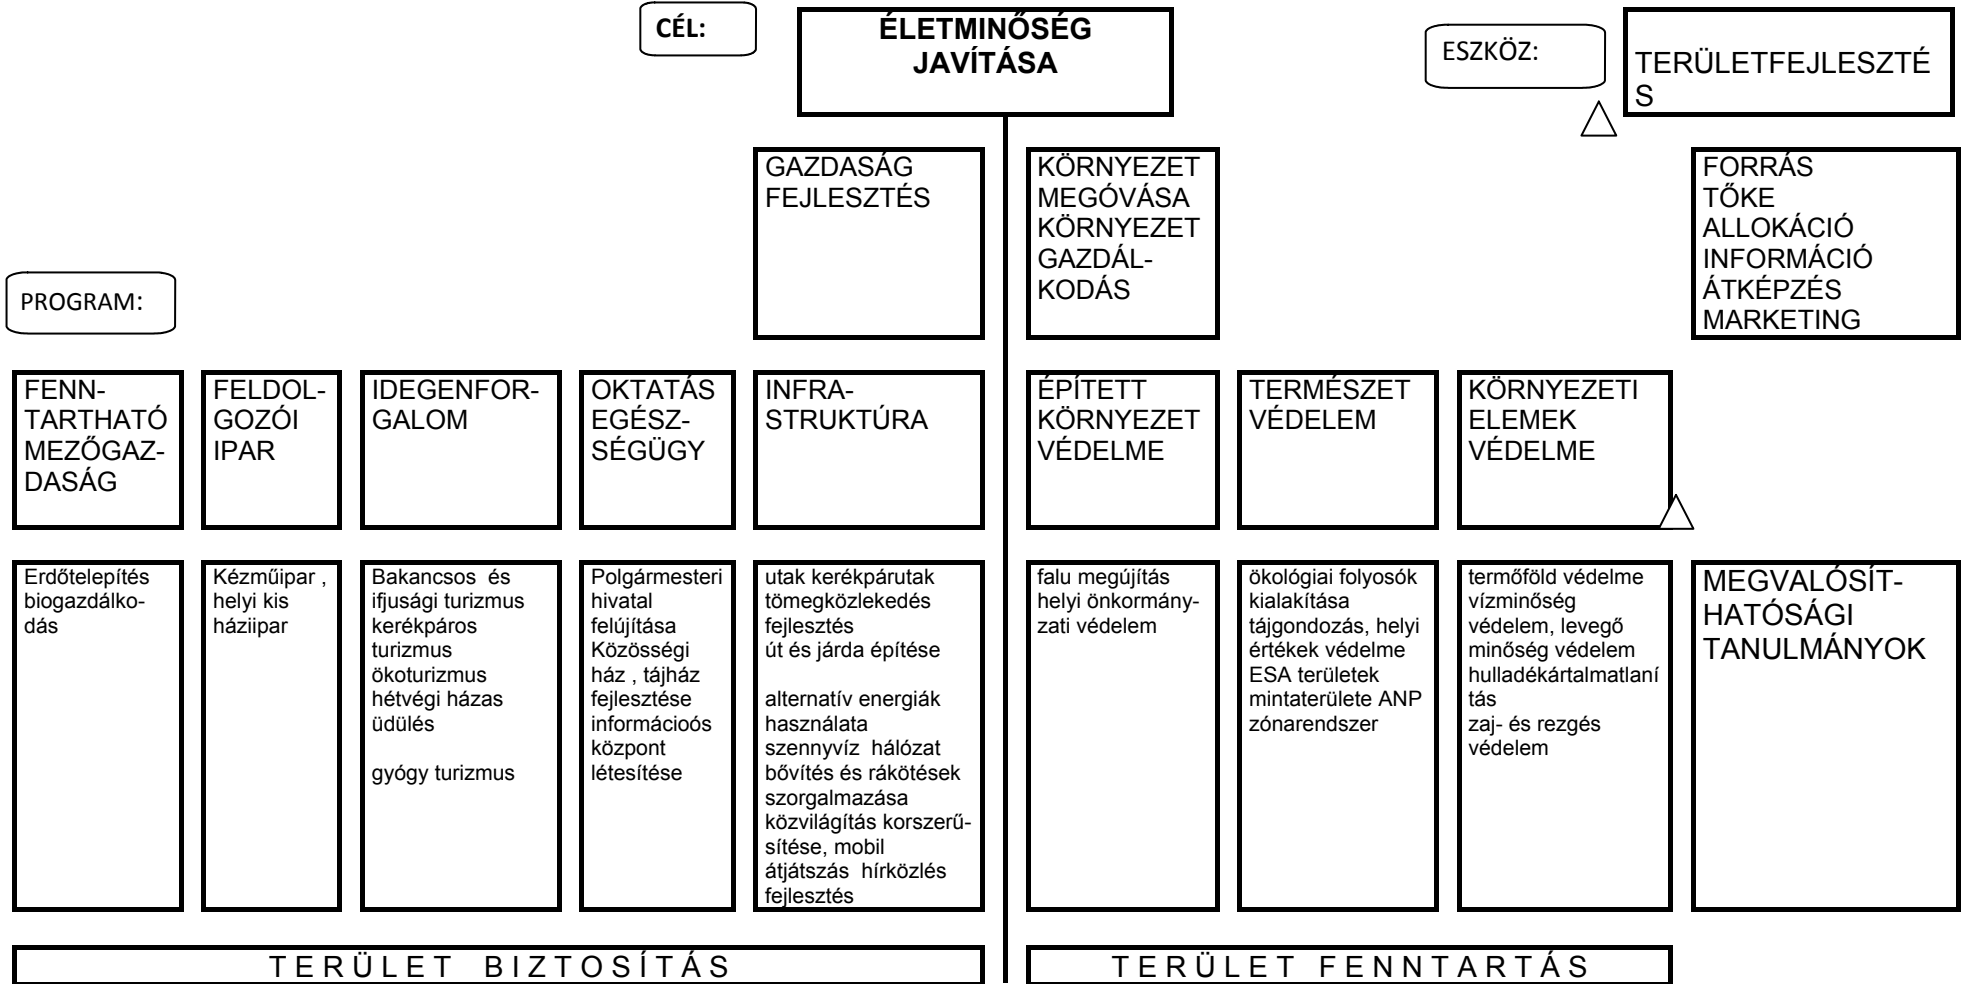 CÉL:
ÉLETMINŐSÉG
JAVÍTÁSA
ESZKÖZ:
TERÜLETFEJLESZTÉ
S
GAZDASÁG
FEJLESZTÉS
KÖRNYEZET
MEGÓVÁSA
KÖRNYEZET
GAZDÁL-
KODÁS
FORRÁS
TŐKE
ALLOKÁCIÓ
INFORMÁCIÓ
ÁTKÉPZÉS
MARKETING
PROGRAM:
FENN-
TARTHATÓ
MEZŐGAZ-
DASÁG
FELDOL-
GOZÓI
IPAR
IDEGENFOR-
GALOM
OKTATÁS
EGÉSZ-
SÉGÜGY
INFRA-
STRUKTÚRA
ÉPÍTETT
KÖRNYEZET
VÉDELME
TERMÉSZET
VÉDELEM
KÖRNYEZETI
ELEMEK
VÉDELME
Erdőtelepítés
biogazdálko-
dás
Kézműipar ,
helyi kis
háziipar
Bakancsos és
ifjusági turizmus
kerékpáros
turizmus
ökoturizmus
hétvégi házas
üdülés
gyógy turizmus
Polgármesteri
hivatal
felújítása
Közösségi
ház , tájház
fejlesztése
információós
központ
létesítése
utak kerékpárutak
tömegközlekedés
fejlesztés
út és járda építése
alternatív energiák
használata
szennyvíz hálózat
bővítés és rákötések
szorgalmazása
közvilágítás korszerű-
sítése, mobil
átjátszás hírközlés
fejlesztés
falu megújítás
helyi önkormány-
zati védelem
ökológiai folyosók
kialakítása
tájgondozás, helyi
értékek védelme
ESA területek
mintaterülete ANP
zónarendszer
termőföld védelme
vízminőség
védelem, levegő
minőség védelem
hulladékártalmatlaní
tás
zaj- és rezgés
védelem
MEGVALÓSÍT-
HATÓSÁGI
TANULMÁNYOK
TERÜLET BIZTOSÍTÁS
TERÜLET FENNTARTÁS